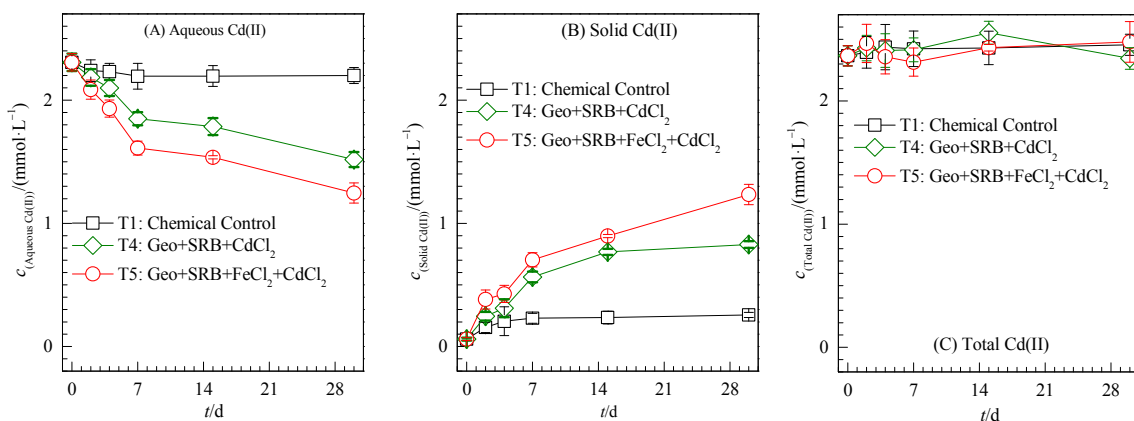 (A) Aqueous Cd(II)
c(Aqueous Cd(II))/(mmol·L⁻¹)
2
1
0
T1: Chemical Control
T4: Geo+SRB+CdCl₂
T5: Geo+SRB+FeCl₂+CdCl₂
0 7 14 21 28
t/d
(B) Solid Cd(II)
c(Solid Cd(II))/(mmol·L⁻¹)
2
1
0
T1: Chemical Control
T4: Geo+SRB+CdCl₂
T5: Geo+SRB+FeCl₂+CdCl₂
0 7 14 21 28
t/d
c(Total Cd(II))/(mmol·L⁻¹)
2
1
0
T1: Chemical Control
T4: Geo+SRB+CdCl₂
T5: Geo+SRB+FeCl₂+CdCl₂
(C) Total Cd(II)
0 7 14 21 28
t/d